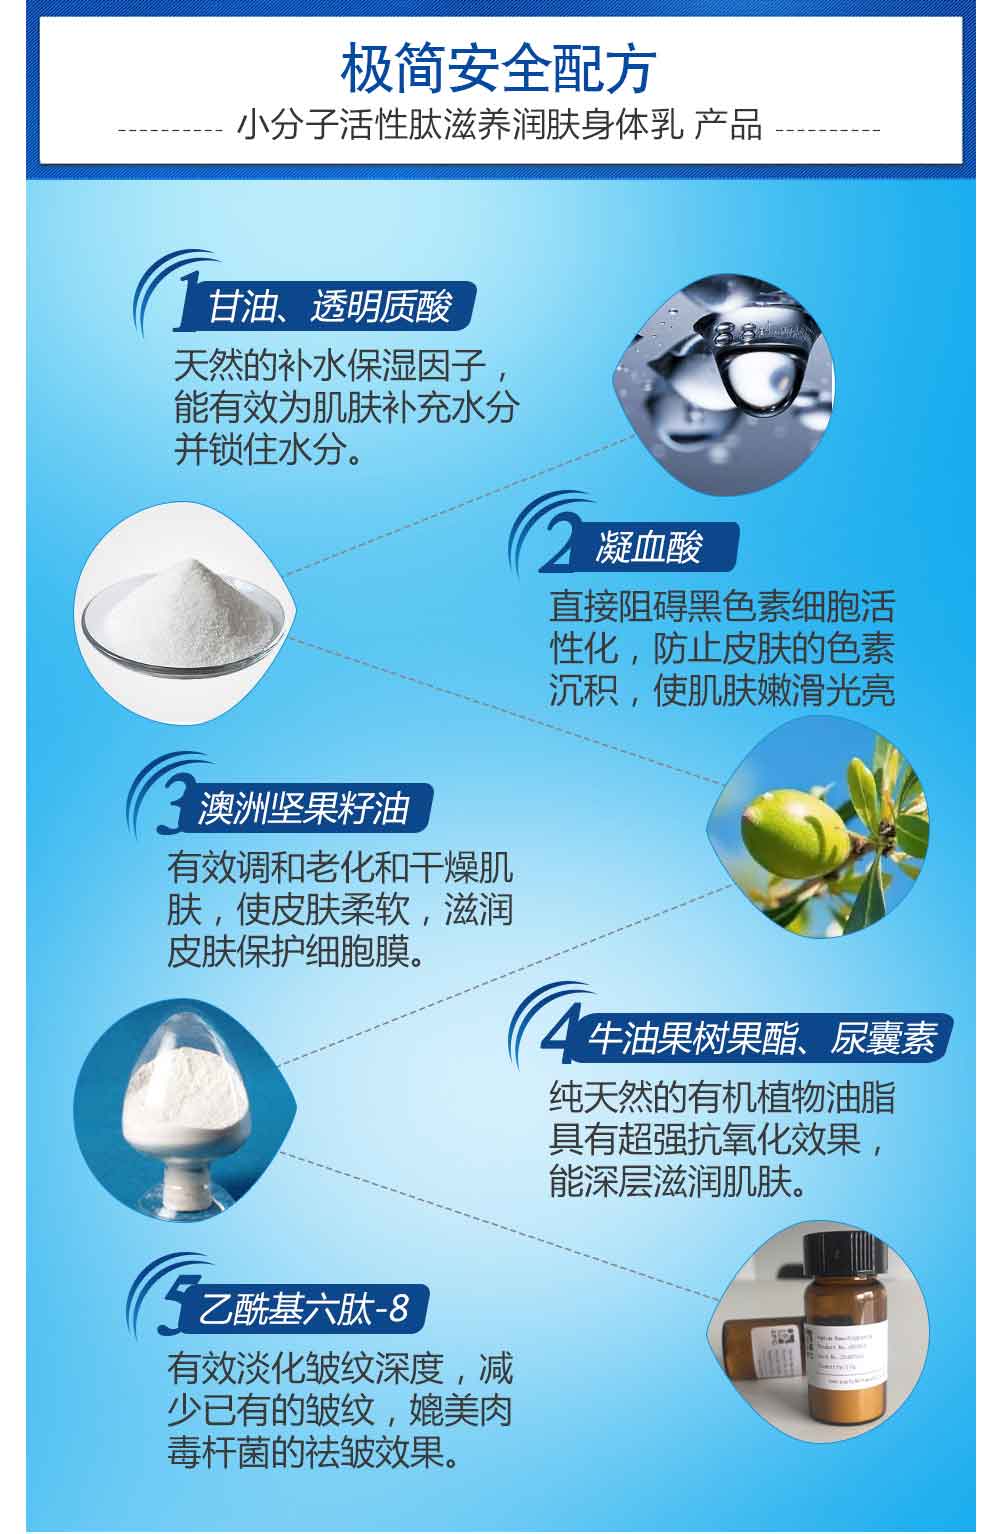 极简安全配方
小分子活性肽滋养润肤身体乳 产品
1 甘油、透明质酸
天然的补水保湿因子，
能有效为肌肤补充水分
并锁住水分。
2 凝血酸
直接阻碍黑色素细胞活
性化，防止皮肤的色素
沉积，使肌肤嫩滑光亮
3 澳洲坚果籽油
有效调和老化和干燥肌
肤，使皮肤柔软，滋润
皮肤保护细胞膜。
4 牛油果树果酯、尿囊素
纯天然的有机植物油脂
具有超强抗氧化效果，
能深层滋润肌肤。
5 乙酰基六肽-8
有效淡化皱纹深度，减
少已有的皱纹，媲美肉
毒杆菌的祛皱效果。